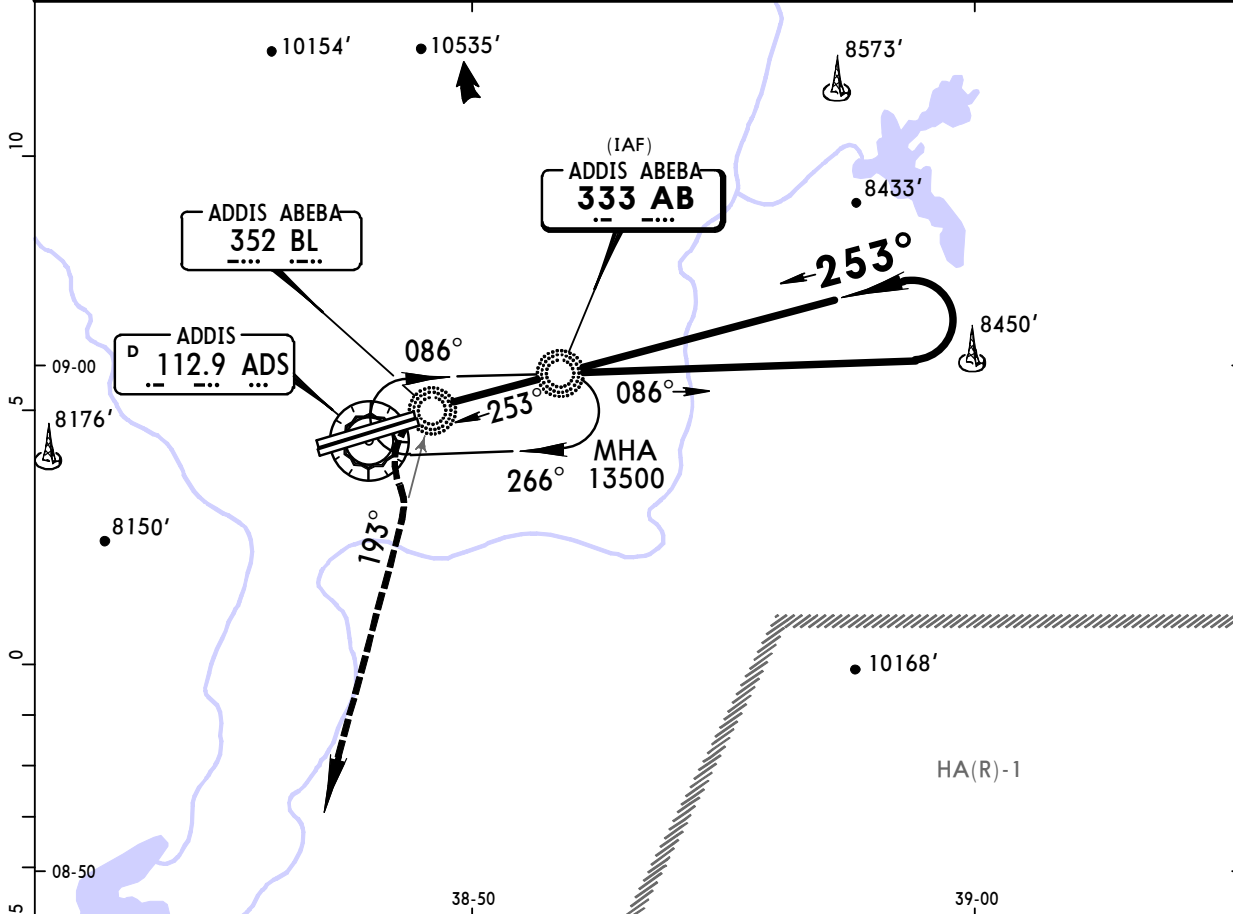 10154'
10535'
8573'
10
(IAF)
ADDIS ABEBA
333 AB
8433'
ADDIS ABEBA
352 BL
253°
ADDIS
D 112.9 ADS
086°
8450'
09-00
086°
253°
5
8176'
MHA
13500
266°
193°
8150'
0
10168'
HA(R)-1
08-50
38-50
39-00
5